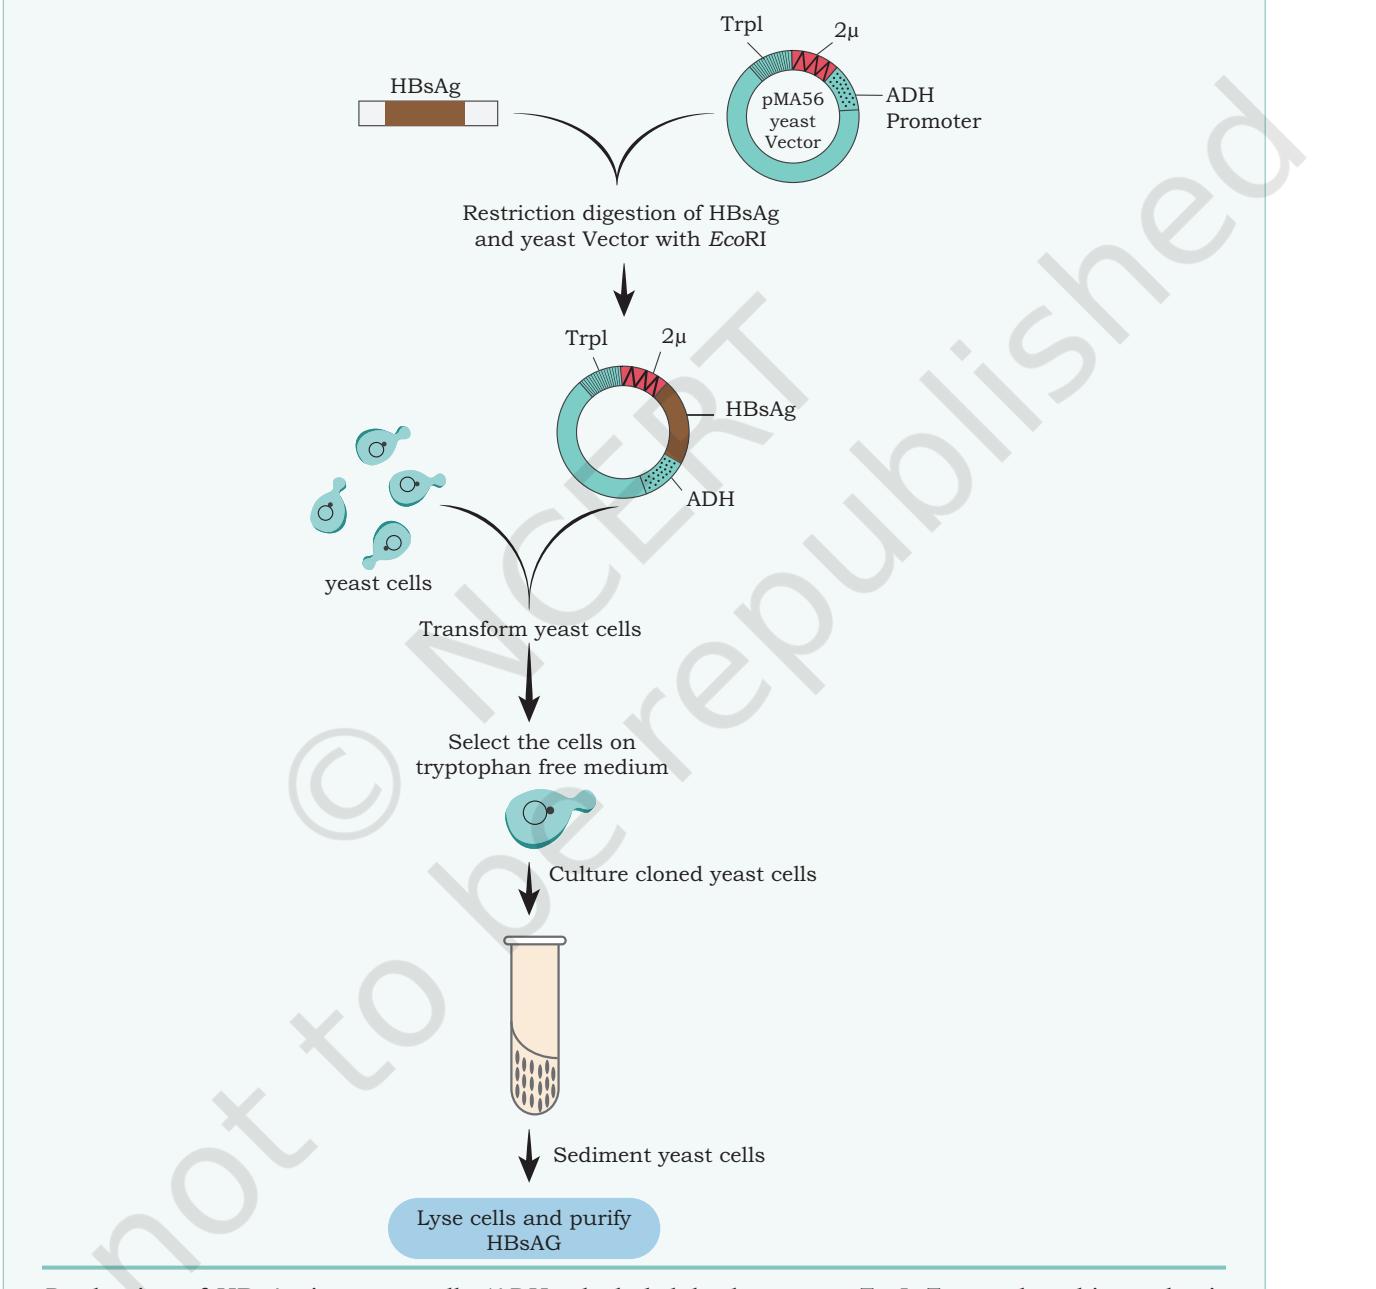 Trpl
2µ
HBsAg
ADH
Promoter
pMA56
yeast
Vector
Restriction digestion of HBsAg
and yeast Vector with EcoRI
Trpl
2µ
HBsAg
ADH
yeast cells
Transform yeast cells
Select the cells on
tryptophan free medium
Culture cloned yeast cells
Sediment yeast cells
Lyse cells and purify
HBsAG
© NCERT
not to be republished